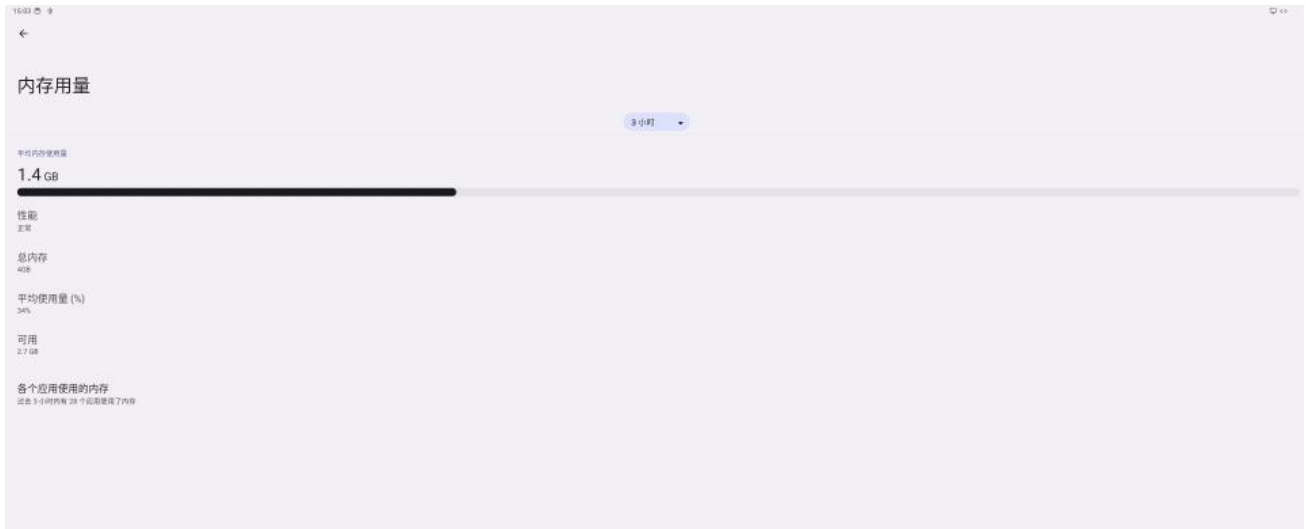 15:03
内存用量
3 小时
平均内存使用量
1.4 GB
性能
正常
总内存
4GB
平均使用量 (%)
34%
可用
2.7 GB
各个应用使用的内存
过去 3 小时内有 28 个应用使用了内存